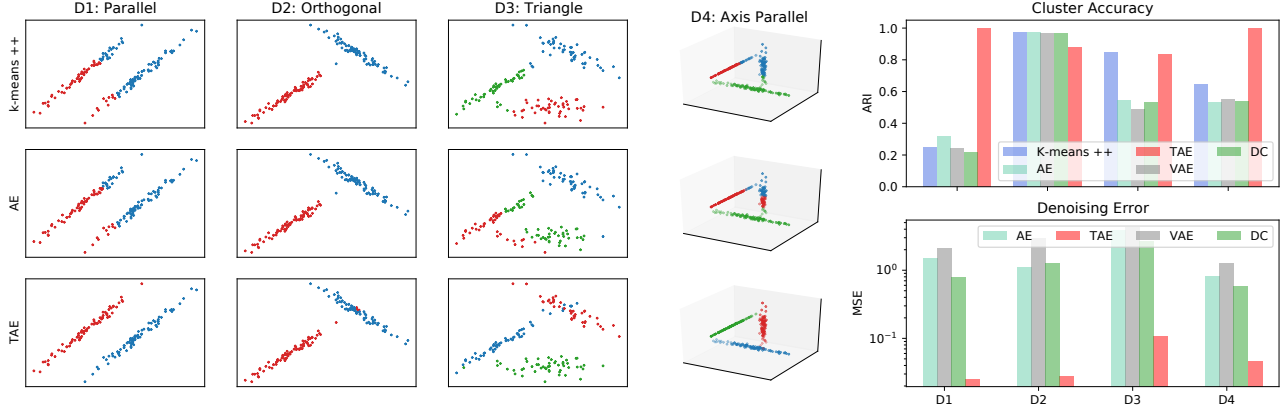 D1: Parallel
D2: Orthogonal
D3: Triangle
D4: Axis Parallel
k-means ++
AE
TAE
Cluster Accuracy
ARI
1.0
0.8
0.6
0.4
0.2
0.0
K-means ++
AE
TAE
VAE
DC
Denoising Error
MSE
10⁰
10⁻¹
AE
TAE
VAE
DC
D1
D2
D3
D4